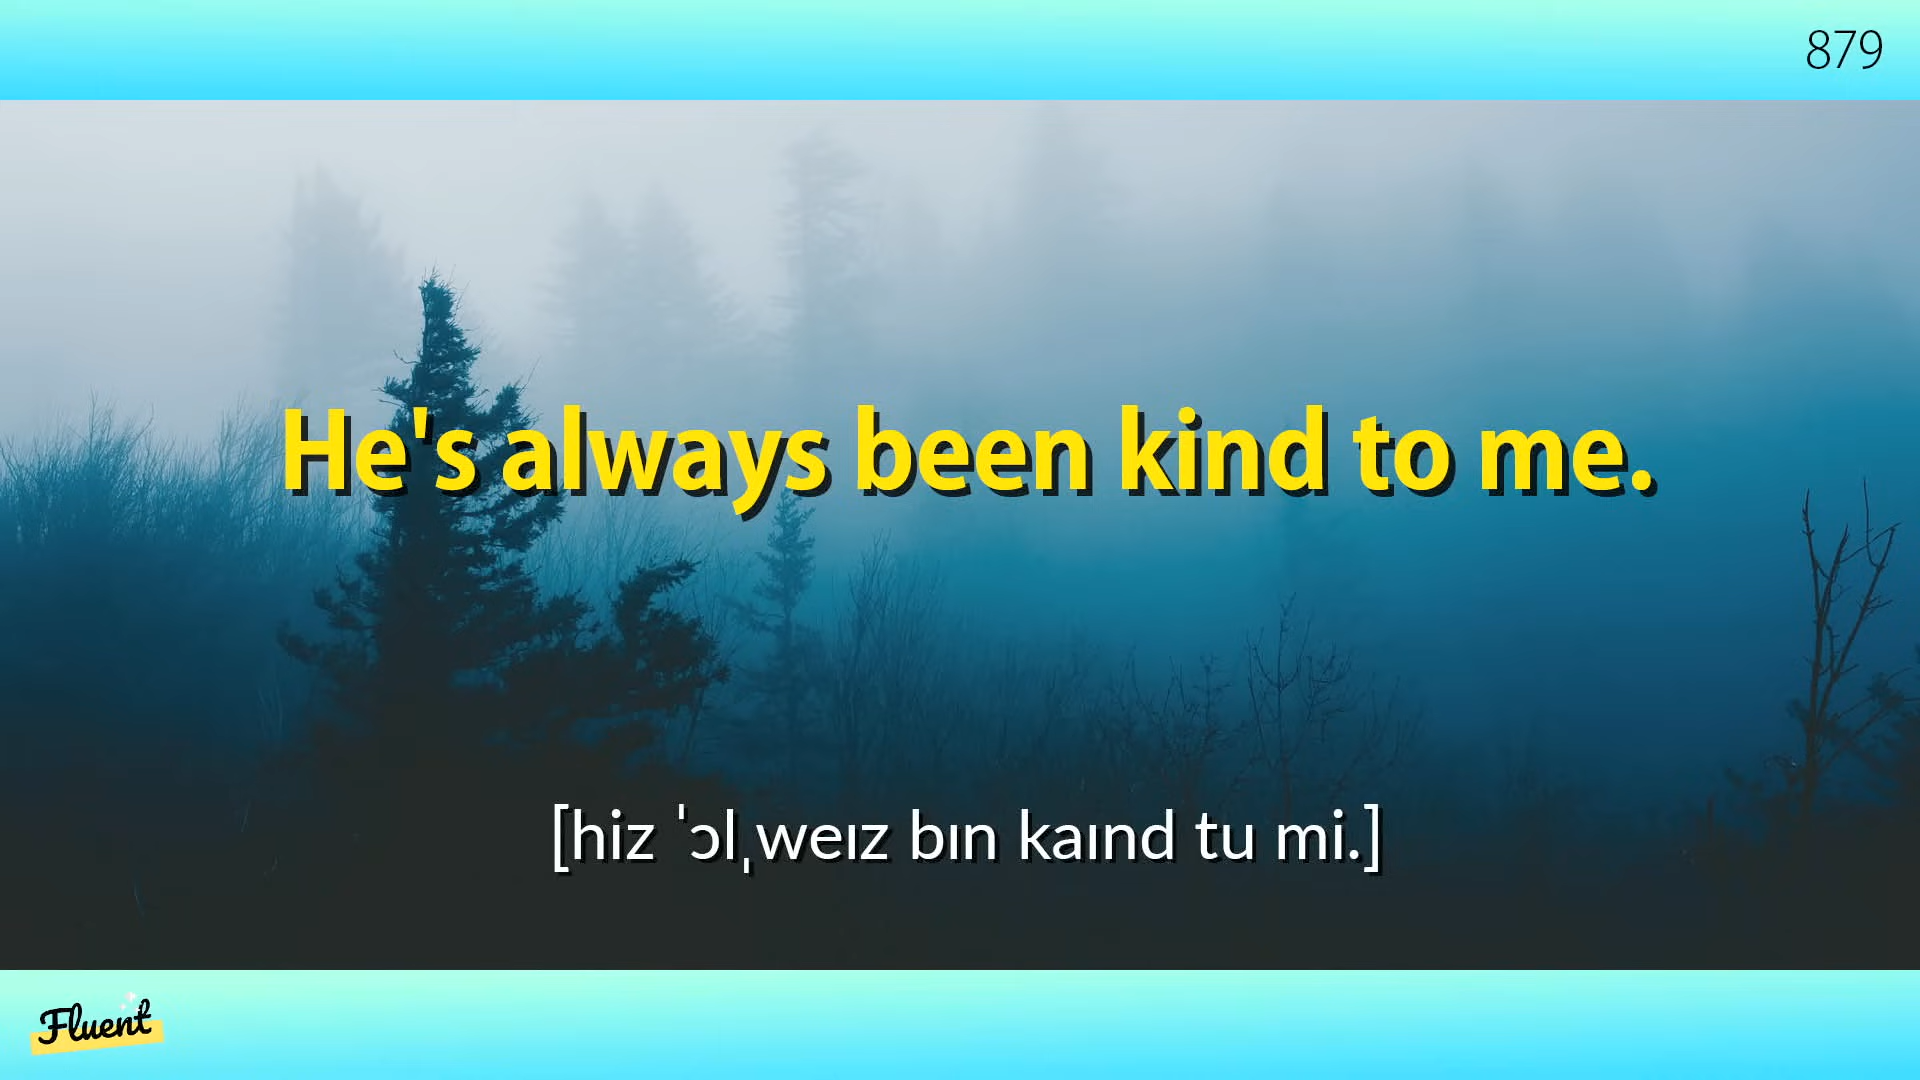 879
He's always been kind to me.
[hiz ˈɔlˌweɪz bɪn kaɪnd tu mi.]
Fluent